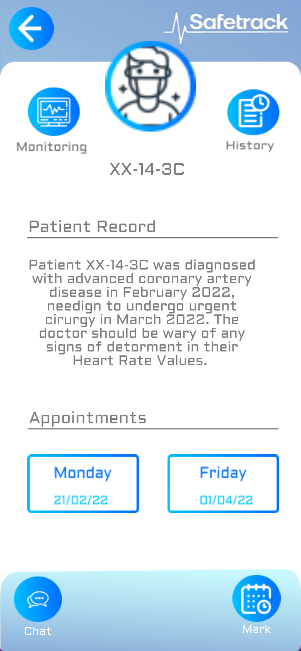 Safetrack
Monitoring
History
XX-14-3C
Patient Record
Patient XX-14-3C was diagnosed
with advanced coronary artery
disease in February 2022,
needign to undergo urgent
cirurgy in March 2022. The
doctor should be wary of any
signs of detorment in their
Heart Rate Values.
Appointments
Monday
Friday
21/02/22
01/04/22
Chat
Mark